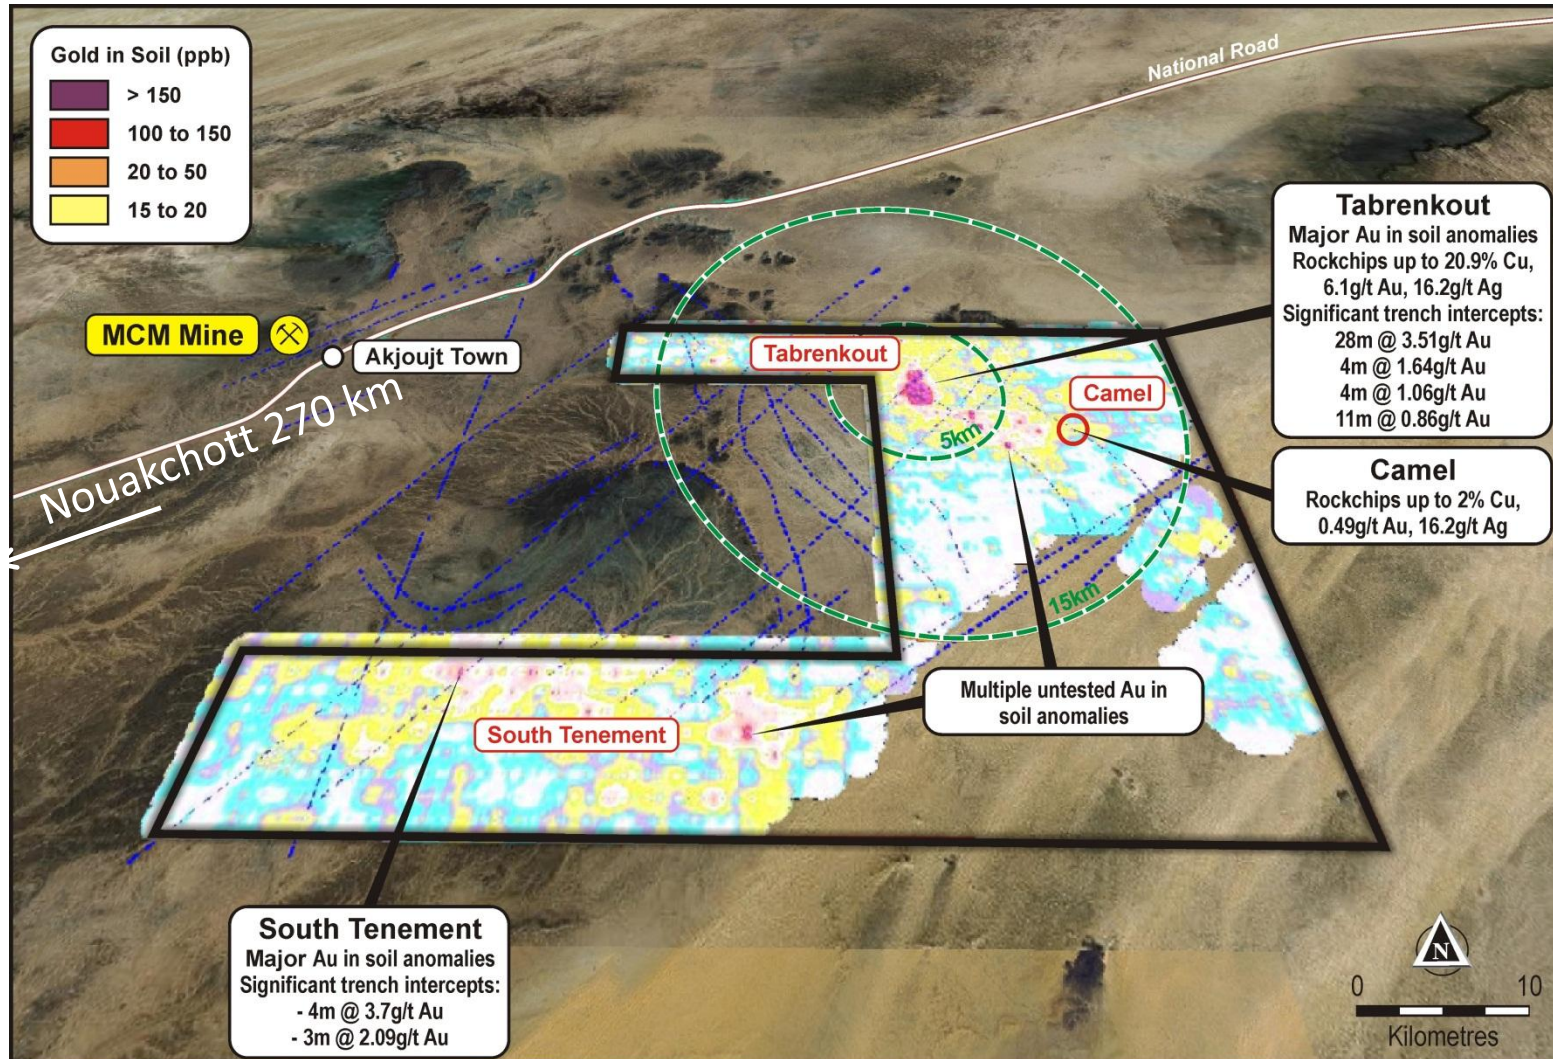 Gold in Soil (ppb)
> 150
100 to 150
20 to 50
15 to 20
National Road
MCM Mine
Akjoujt Town
Nouakchott 270 km
Tabrenkout
Camel
5km
15km
South Tenement
Tabrenkout
Major Au in soil anomalies
Rockchips up to 20.9% Cu,
6.1g/t Au, 16.2g/t Ag
Significant trench intercepts:
28m @ 3.51g/t Au
4m @ 1.64g/t Au
4m @ 1.06g/t Au
11m @ 0.86g/t Au
Camel
Rockchips up to 2% Cu,
0.49g/t Au, 16.2g/t Ag
Multiple untested Au in
soil anomalies
South Tenement
Major Au in soil anomalies
Significant trench intercepts:
- 4m @ 3.7g/t Au
- 3m @ 2.09g/t Au
N
0 10
Kilometres